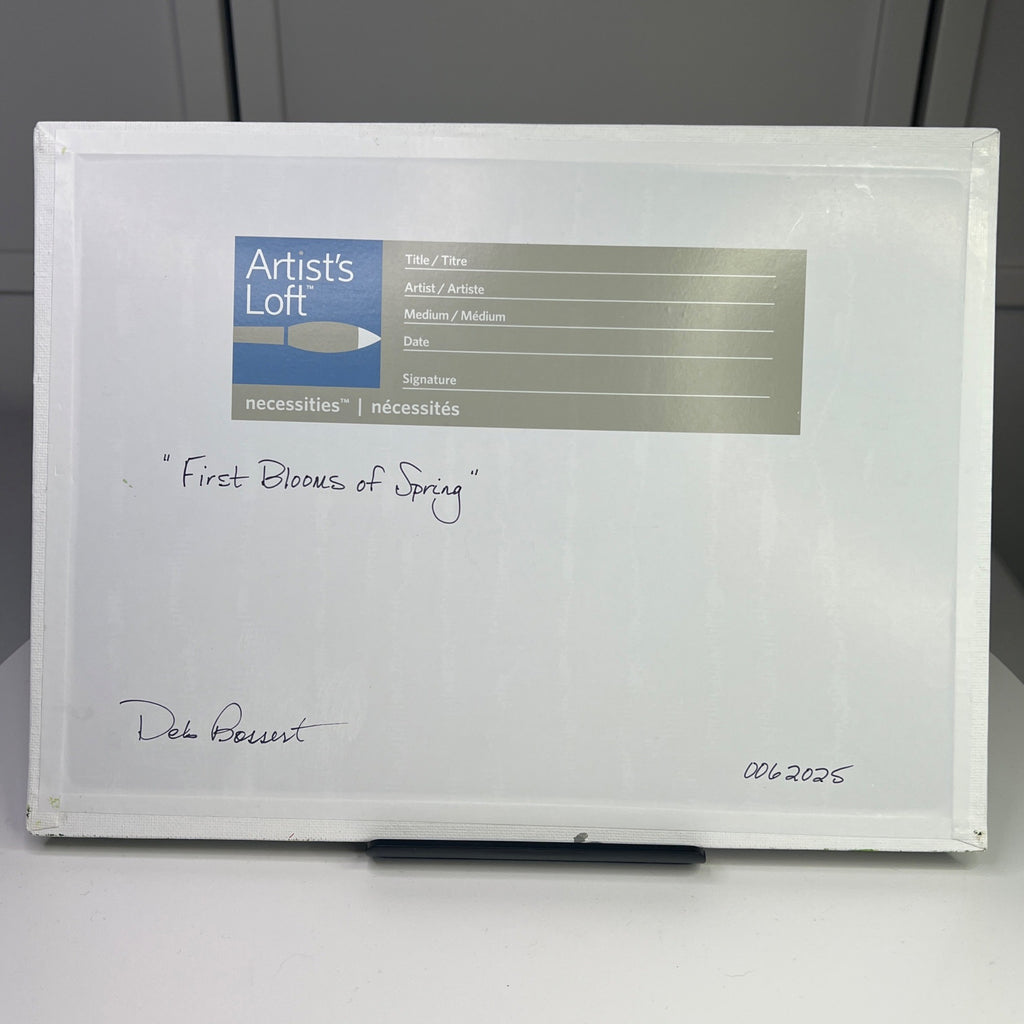 Artist's
Loft™
Title / Titre
Artist / Artiste
Medium / Médium
Date
Signature
necessities™ | nécessités
"First Blooms of Spring"
Deb Bossert
0062025